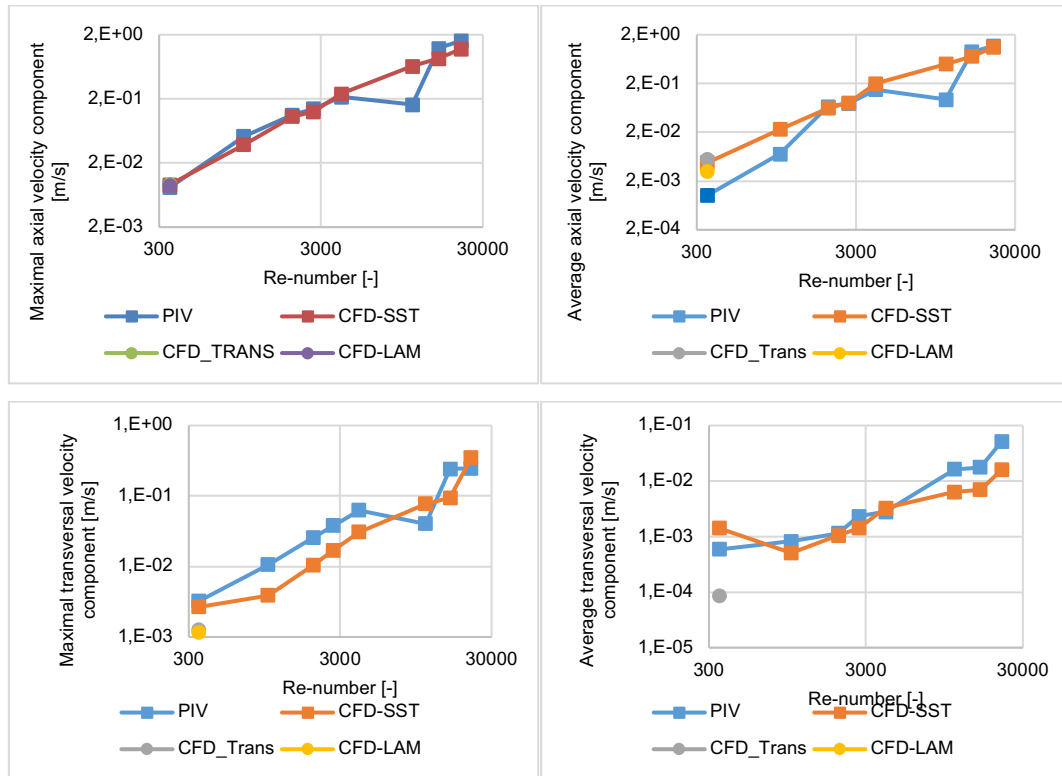 Maximal axial velocity component
[m/s]
2,E+00
2,E-01
2,E-02
2,E-03
300
3000
30000
Re-number [-]
PIV
CFD-SST
CFD_TRANS
CFD-LAM
Average axial velocity component
[m/s]
2,E+00
2,E-01
2,E-02
2,E-03
2,E-04
300
3000
30000
Re-number [-]
PIV
CFD-SST
CFD_Trans
CFD-LAM
Maximal transversal velocity
component [m/s]
1,E+00
1,E-01
1,E-02
1,E-03
300
3000
30000
Re-number [-]
PIV
CFD-SST
CFD_Trans
CFD-LAM
Average transversal velocity
component [m/s]
1,E-01
1,E-02
1,E-03
1,E-04
1,E-05
300
3000
30000
Re-number [-]
PIV
CFD-SST
CFD_Trans
CFD-LAM